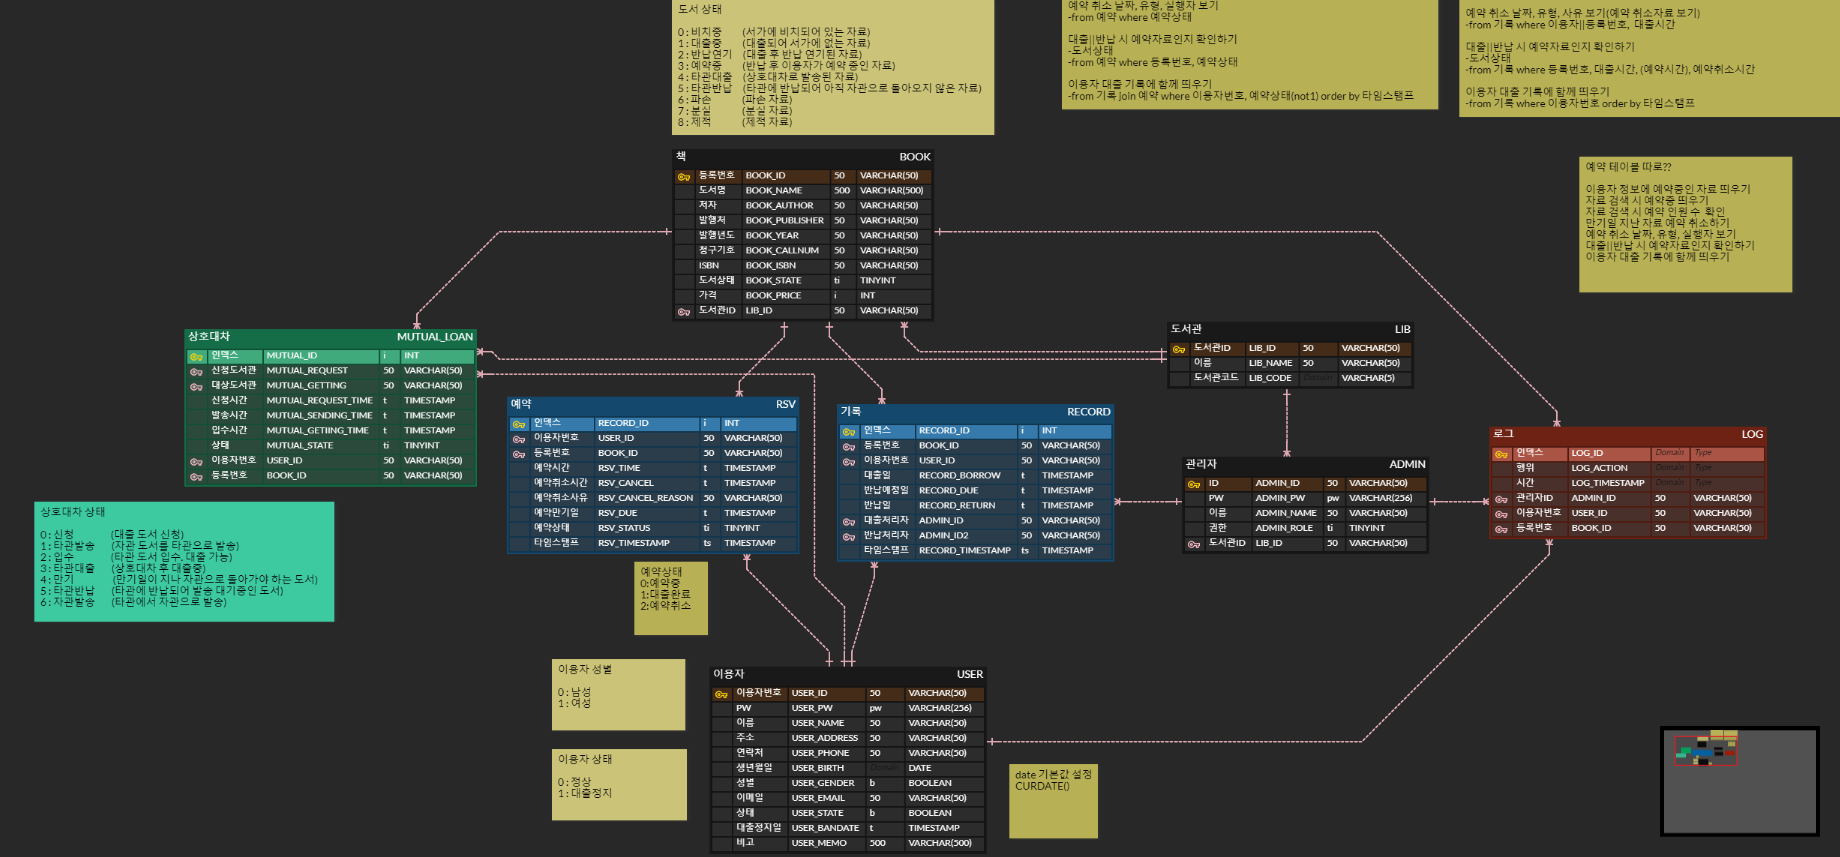 도서 상태
0 : 비치중 (서가에 비치되어 있는 자료)
1 : 대출중 (대출되어 서가에 없는 자료)
2 : 반납연기 (대출 후 반납 연기된 자료)
3 : 예약중 (반납 후 이용자가 예약 중인 자료)
4 : 타관대출 (상호대차로 발송된 자료)
5 : 타관반납 (타관에 반납되어 아직 자관으로 돌아오지 않은 자료)
6 : 파손 (파손 자료)
7 : 분실 (분실 자료)
8 : 제적 (제적 자료)
예약 취소 날짜, 유형, 실행자 보기
-from 예약 where 예약상태
대출||반납 시 예약자료인지 확인하기
-도서상태
-from 예약 where 등록번호, 예약상태
이용자 대출 기록에 함께 띄우기
-from 기록 join 예약 where 이용자번호, 예약상태(not1) order by 타임스탬프
예약 취소 날짜, 유형, 사유 보기(예약 취소자료 보기)
-from 기록 where 이용자||등록번호, 대출시간
대출||반납 시 예약자료인지 확인하기
-도서상태
-from 기록 where 등록번호, 대출시간, (예약시간), 예약취소시간
이용자 대출 기록에 함께 띄우기
-from 기록 where 이용자번호 order by 타임스탬프
예약 테이블 따로??
이용자 정보에 예약중인 자료 띄우기
자료 검색 시 예약중 띄우기
자료 검색 시 예약 인원 수 확인
만기일 지난 자료 예약 취소하기
예약 취소 날짜, 유형, 실행자 보기
대출||반납 시 예약자료인지 확인하기
이용자 대출 기록에 함께 띄우기
책 BOOK
등록번호 BOOK_ID 50 VARCHAR(50)
도서명 BOOK_NAME 500 VARCHAR(500)
저자 BOOK_AUTHOR 50 VARCHAR(50)
발행처 BOOK_PUBLISHER 50 VARCHAR(50)
발행년도 BOOK_YEAR 50 VARCHAR(50)
청구기호 BOOK_CALLNUM 50 VARCHAR(50)
ISBN BOOK_ISBN 50 VARCHAR(50)
도서상태 BOOK_STATE ti TINYINT
가격 BOOK_PRICE i INT
도서관ID LIB_ID 50 VARCHAR(50)
상호대차 MUTUAL_LOAN
인덱스 MUTUAL_ID i INT
신청도서관 MUTUAL_REQUEST 50 VARCHAR(50)
대상도서관 MUTUAL_GETTING 50 VARCHAR(50)
신청시간 MUTUAL_REQUEST_TIME t TIMESTAMP
발송시간 MUTUAL_SENDING_TIME t TIMESTAMP
입수시간 MUTUAL_GETIING_TIME t TIMESTAMP
상태 MUTUAL_STATE ti TINYINT
이용자번호 USER_ID 50 VARCHAR(50)
등록번호 BOOK_ID 50 VARCHAR(50)
도서관 LIB
도서관ID LIB_ID 50 VARCHAR(50)
이름 LIB_NAME 50 VARCHAR(50)
도서관코드 LIB_CODE Domain VARCHAR(5)
예약 RSV
인덱스 RECORD_ID i INT
이용자번호 USER_ID 50 VARCHAR(50)
등록번호 BOOK_ID 50 VARCHAR(50)
예약시간 RSV_TIME t TIMESTAMP
예약취소시간 RSV_CANCEL t TIMESTAMP
예약취소사유 RSV_CANCEL_REASON 50 VARCHAR(50)
예약만기일 RSV_DUE t TIMESTAMP
예약상태 RSV_STATUS ti TINYINT
타임스탬프 RSV_TIMESTAMP ts TIMESTAMP
기록 RECORD
인덱스 RECORD_ID i INT
등록번호 BOOK_ID 50 VARCHAR(50)
이용자번호 USER_ID 50 VARCHAR(50)
대출일 RECORD_BORROW t TIMESTAMP
반납예정일 RECORD_DUE t TIMESTAMP
반납일 RECORD_RETURN t TIMESTAMP
대출처리자 ADMIN_ID 50 VARCHAR(50)
반납처리자 ADMIN_ID2 50 VARCHAR(50)
타임스탬프 RECORD_TIMESTAMP ts TIMESTAMP
관리자 ADMIN
ID ADMIN_ID 50 VARCHAR(50)
PW ADMIN_PW pw VARCHAR(256)
이름 ADMIN_NAME 50 VARCHAR(50)
권한 ADMIN_ROLE ti TINYINT
도서관ID LIB_ID 50 VARCHAR(50)
로그 LOG
인덱스 LOG_ID Domain Type
행위 LOG_ACTION Domain Type
시간 LOG_TIMESTAMP Domain Type
관리자ID ADMIN_ID 50 VARCHAR(50)
이용자번호 USER_ID 50 VARCHAR(50)
등록번호 BOOK_ID 50 VARCHAR(50)
상호대차 상태
0 : 신청 (대출 도서 신청)
1 : 타관발송 (자관 도서를 타관으로 발송)
2 : 입수 (타관 도서 입수, 대출 가능)
3 : 타관대출 (상호대차 후 대출중)
4 : 만기 (만기일이 지나 자관으로 돌아가야 하는 도서)
5 : 타관반납 (타관에 반납되어 발송 대기중인 도서)
6 : 자관발송 (타관에서 자관으로 발송)
예약상태
0:예약중
1:대출완료
2:예약취소
이용자 성별
0 : 남성
1 : 여성
이용자 상태
0 : 정상
1 : 대출정지
이용자 USER
이용자번호 USER_ID 50 VARCHAR(50)
PW USER_PW pw VARCHAR(256)
이름 USER_NAME 50 VARCHAR(50)
주소 USER_ADDRESS 50 VARCHAR(50)
연락처 USER_PHONE 50 VARCHAR(50)
생년월일 USER_BIRTH Domain DATE
성별 USER_GENDER b BOOLEAN
이메일 USER_EMAIL 50 VARCHAR(50)
상태 USER_STATE b BOOLEAN
대출정지일 USER_BANDATE t TIMESTAMP
비고 USER_MEMO 500 VARCHAR(500)
date 기본값 설정
CURDATE()